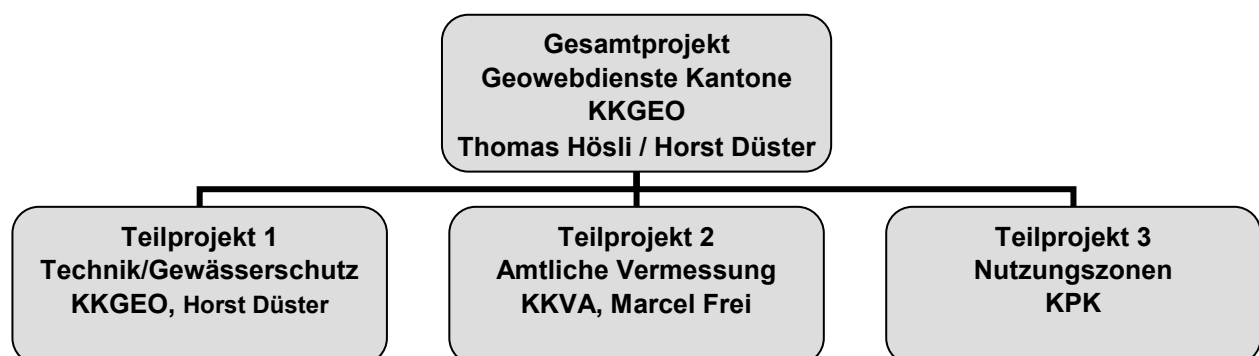 Gesamtprojekt
Geowebdienste Kantone
KKGEO
Thomas Hösli / Horst Düster
Teilprojekt 1
Technik/Gewässerschutz
KKGEO, Horst Düster
Teilprojekt 2
Amtliche Vermessung
KKVA, Marcel Frei
Teilprojekt 3
Nutzungszonen
KPK